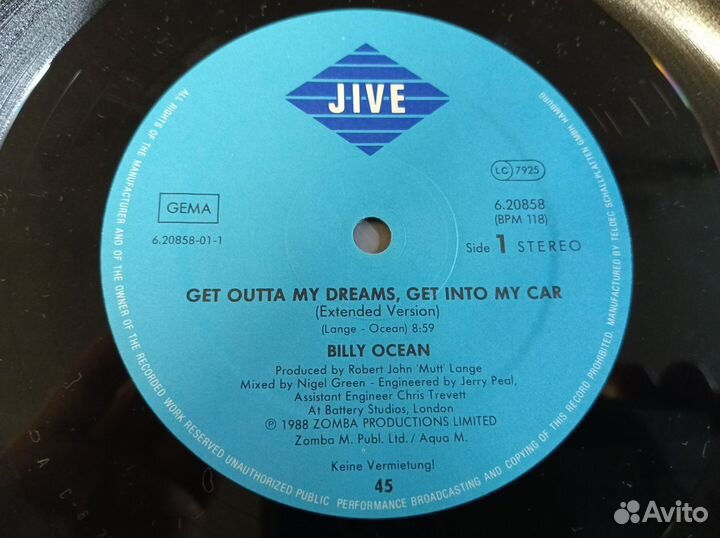 JIVE
GEMA
6.20858-01-1
LC 7925
6.20858
(BPM 118)
Side 1 STEREO
GET OUTTA MY DREAMS, GET INTO MY CAR
(Extended Version)
(Lange - Ocean) 8:59
BILLY OCEAN
Produced by Robert John 'Mutt' Lange
Mixed by Nigel Green - Engineered by Jerry Peal,
Assistant Engineer Chris Trevett
At Battery Studios, London
℗ 1988 ZOMBA PRODUCTIONS LIMITED
Zomba M. Publ. Ltd. / Aqua M.
Keine Vermietung!
45
ALL RIGHTS OF THE MANUFACTURER AND OF THE OWNER OF THE RECORDED WORK RESERVED UNAUTHORIZED PUBLIC PERFORMANCE BROADCASTING AND COPYING OF THIS RECORD PROHIBITED. MANUFACTURED BY TELDEC SCHALLPLATTEN GMBH HAMBURG
Avito